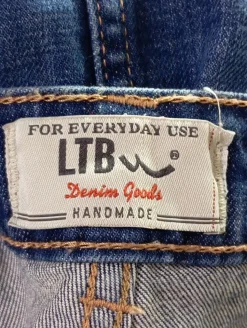 FOR EVERYDAY USE
LTB ®
Denim Goods
HANDMADE